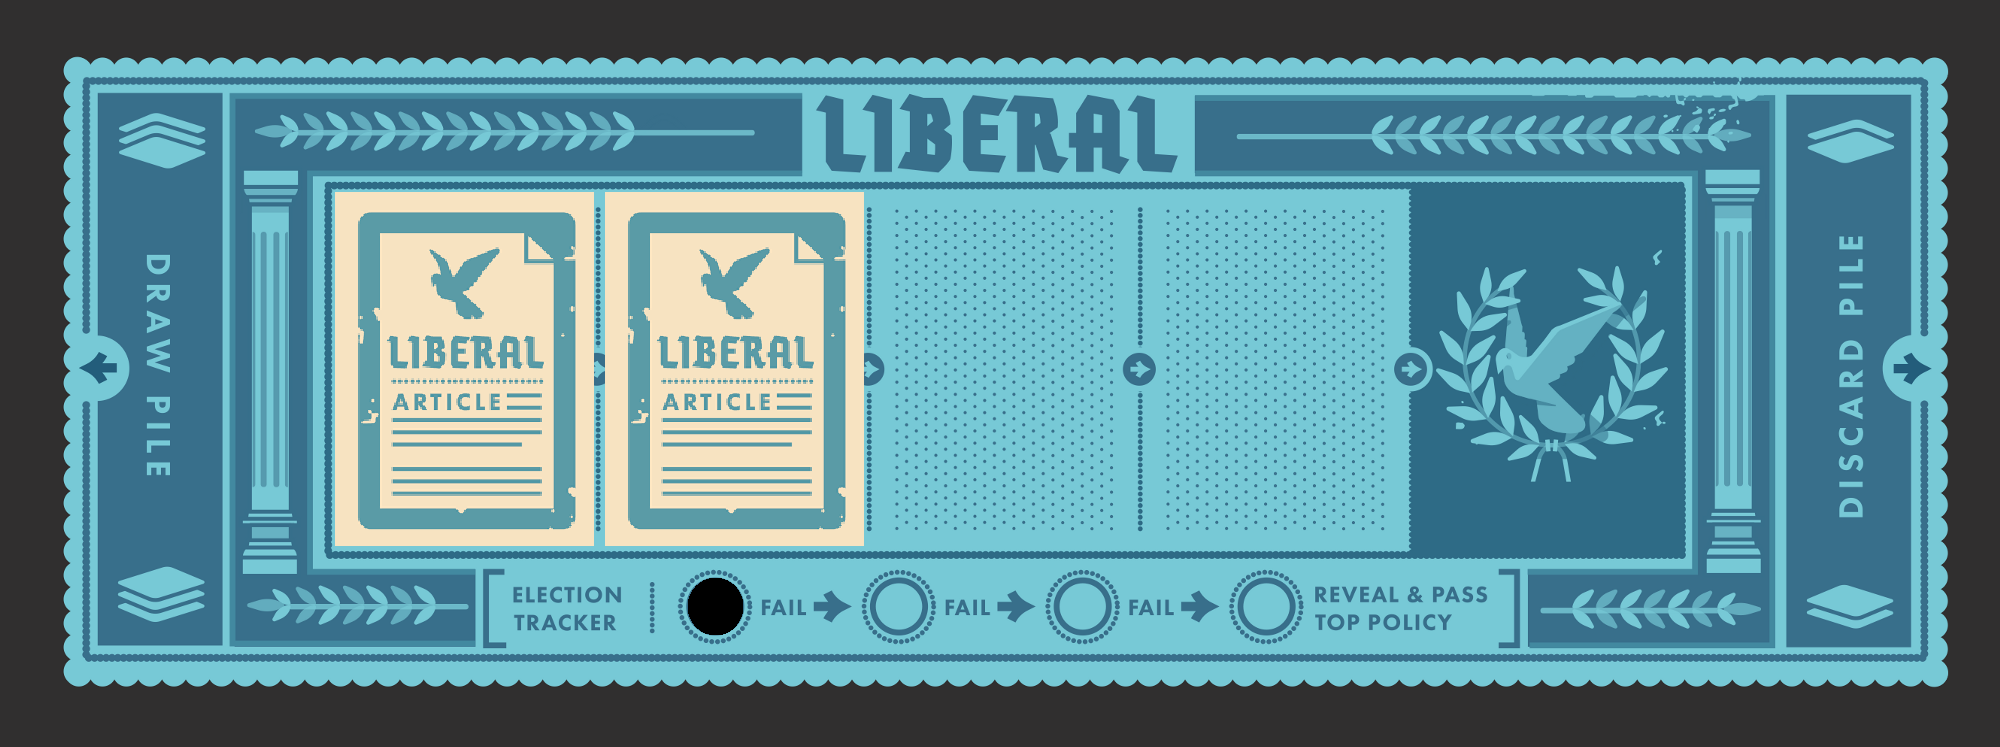 LIBERAL
DRAW PILE
LIBERAL
ARTICLE
LIBERAL
ARTICLE
DISCARD PILE
ELECTION
TRACKER
FAIL
FAIL
FAIL
REVEAL & PASS
TOP POLICY